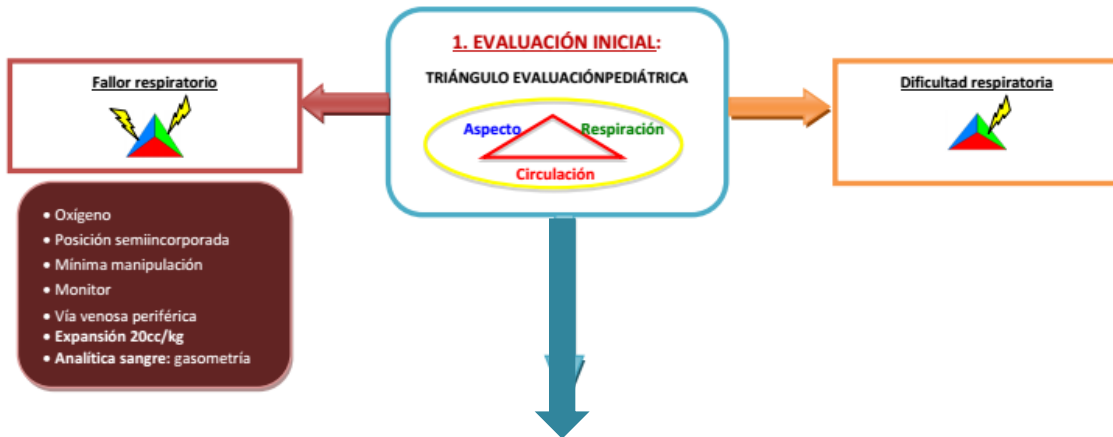 1. EVALUACIÓN INICIAL:
TRIÁNGULO EVALUACIÓNPEDIÁTRICA
Aspecto
Respiración
Circulación
Fallor respiratorio
• Oxígeno
• Posición semiincorporada
• Mínima manipulación
• Monitor
• Vía venosa periférica
• Expansión 20cc/kg
• Analítica sangre: gasometría
Dificultad respiratoria